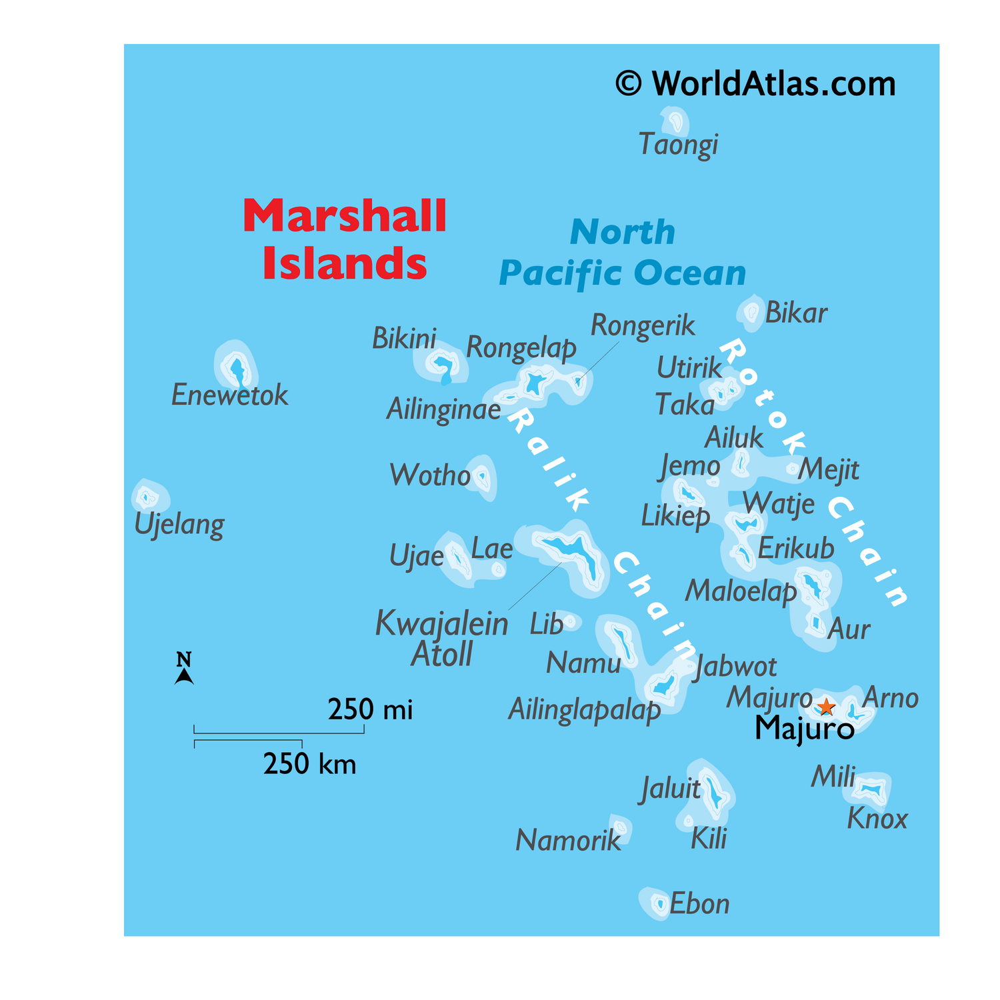 © WorldAtlas.com
Taongi
Marshall
Islands
North
Pacific Ocean
Bikar
Rongerik
Bikini
Rongelap
Rotok Chain
Utirik
Enewetok
Taka
Ailinginae
Ralik Chain
Ailuk
Jemo
Mejit
Wotho
Watje
Likiep
Ujelang
Ujae
Lae
Erikub
Maloelap
Kwajalein
Atoll
Lib
Aur
Namu
Jabwot
N
Majuro
Arno
Ailinglapalap
250 mi
Majuro
250 km
Mili
Jaluit
Knox
Namorik
Kili
Ebon